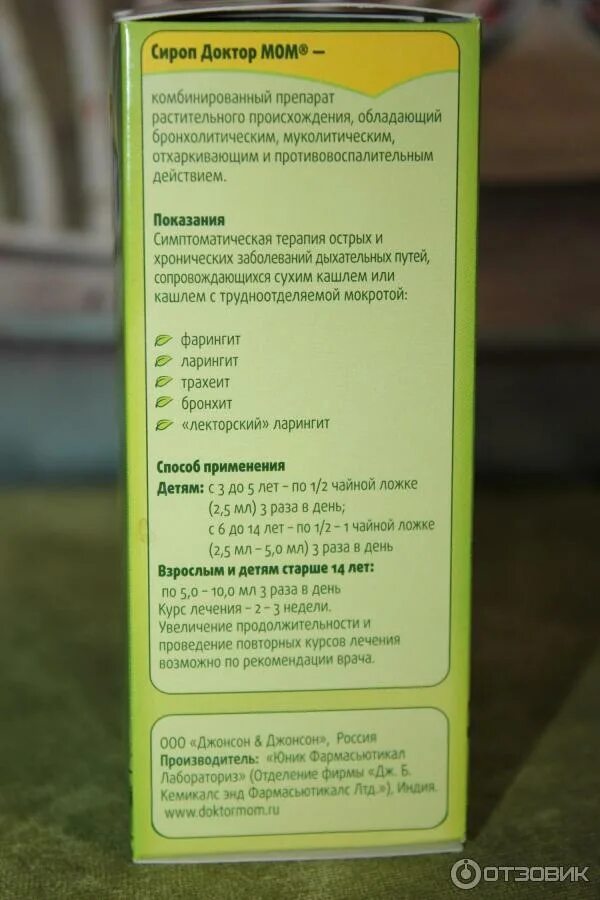 Сироп Доктор МОМ® –
комбинированный препарат
растительного происхождения, обладающий
бронхолитическим, муколитическим,
отхаркивающим и противовоспалительным
действием.
Показания
Симптоматическая терапия острых и
хронических заболеваний дыхательных путей,
сопровождающихся сухим кашлем или
кашлем с трудноотделяемой мокротой:
фарингит
ларингит
трахеит
бронхит
«лекторский» ларингит
Способ применения
Детям: с 3 до 5 лет – по 1/2 чайной ложке
(2,5 мл) 3 раза в день;
с 6 до 14 лет – по 1/2 – 1 чайной ложке
(2,5 мл – 5,0 мл) 3 раза в день
Взрослым и детям старше 14 лет:
по 5,0 – 10,0 мл 3 раза в день
Курс лечения – 2 – 3 недели.
Увеличение продолжительности и
проведение повторных курсов лечения
возможно по рекомендации врача.
ООО «Джонсон & Джонсон», Россия
Производитель: «Юник Фармасьютикал
Лабораториз» (Отделение фирмы «Дж. Б.
Кемикалс энд Фармасьютикалс Лтд.»), Индия.
www.doktormom.ru
ОТЗОВИК